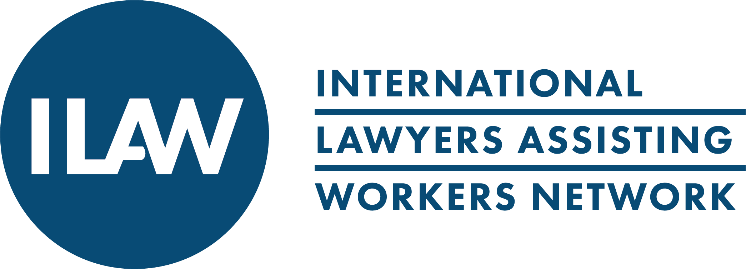 ILAW
INTERNATIONAL
LAWYERS ASSISTING
WORKERS NETWORK